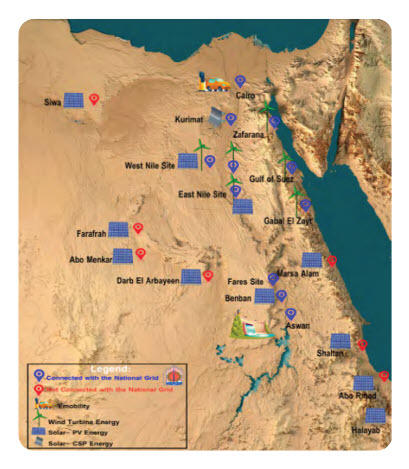 Cairo
Siwa
Kurimat
Zafarana
West Nile Site
Gulf of Suez
East Nile Site
Gabal El Zayt
Farafrah
Abo Menkar
Marsa Alam
Darb El Arbayeen
Fares Site
Benban
Aswan
Shaltan
Abo Rmad
Halayab
Legend:
Connected with the National Grid
Not Connected with the National Grid
Emobility
Wind Turbine Energy
Solar- PV Energy
Solar- CSP Energy